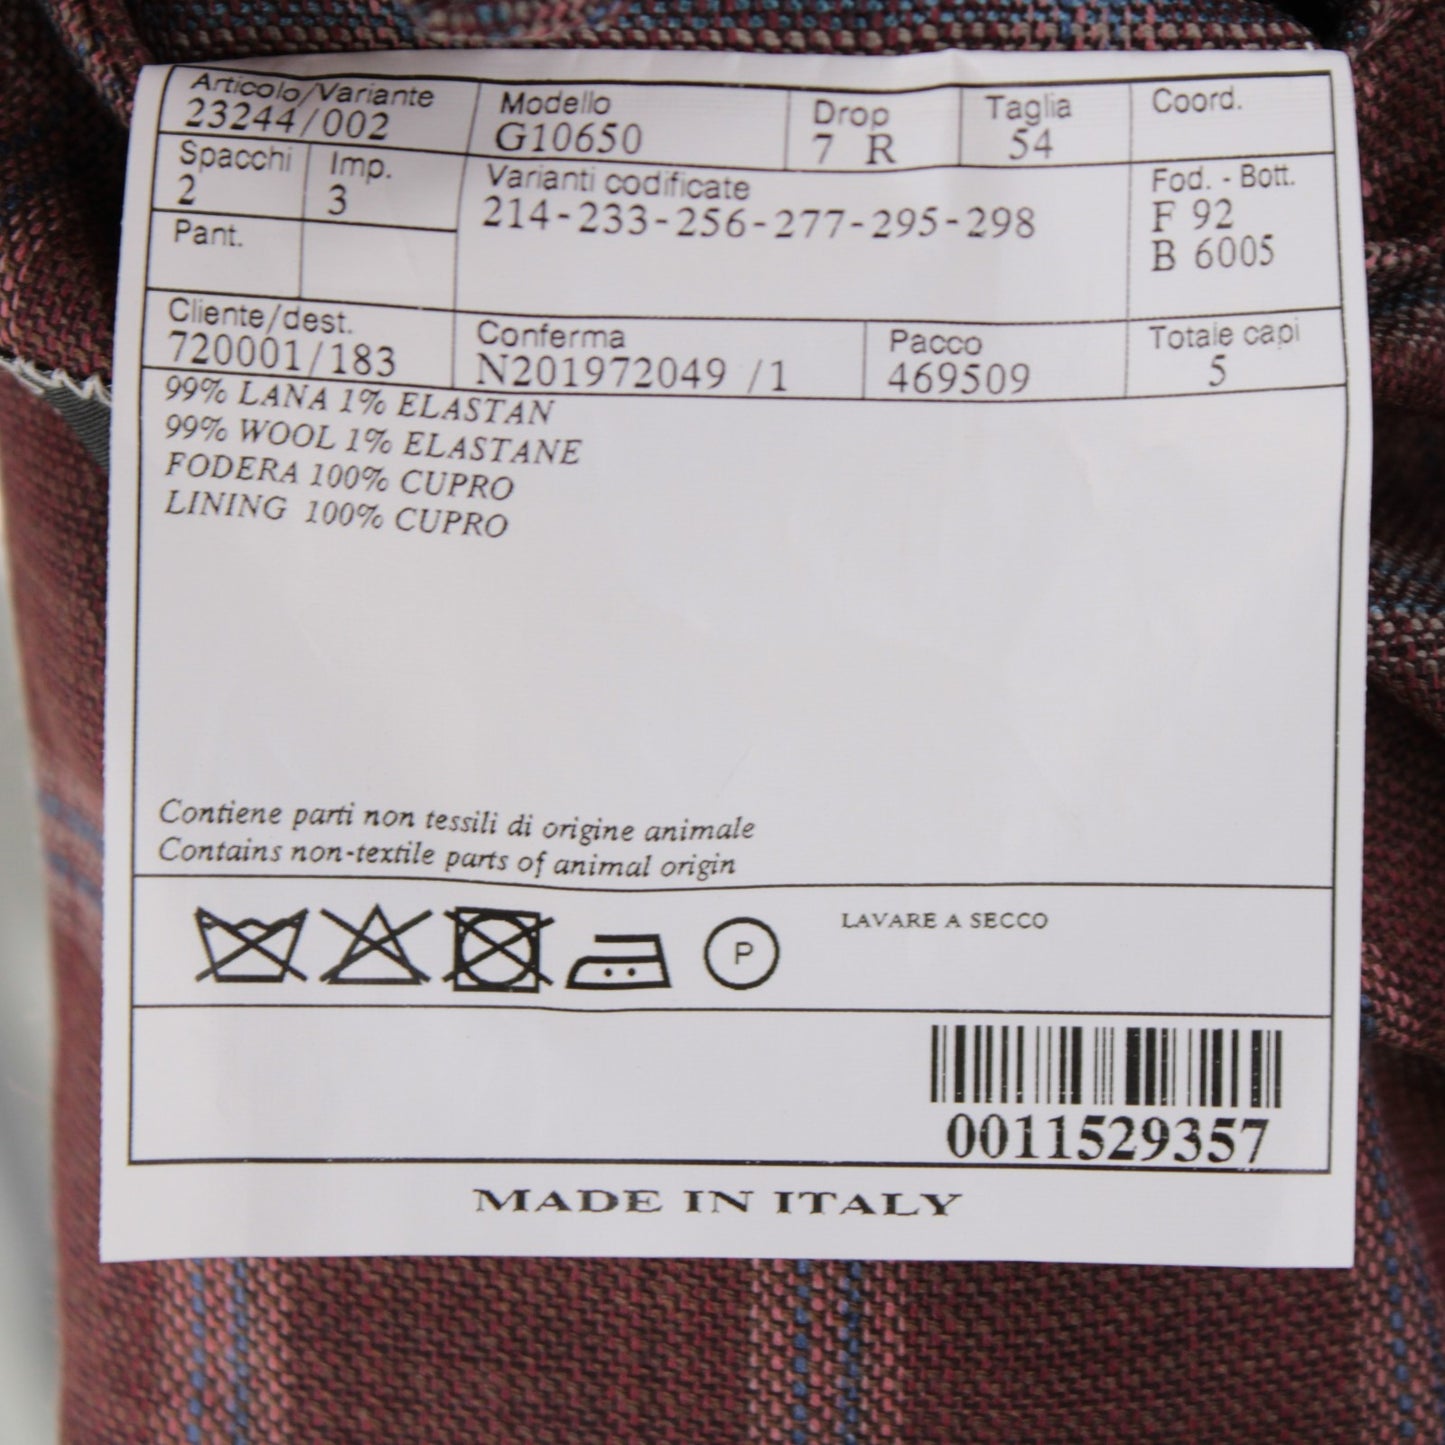 Articolo/Variante
23244/002
Modello
G10650
Drop
7 R
Taglia
54
Coord.
Spacchi
2
Imp.
3
Varianti codificate
214-233-256-277-295-298
Fod. - Bott.
F 92
B 6005
Pant.
Cliente/dest.
720001/183
Conferma
N201972049 /1
Pacco
469509
Totale capi
5
99% LANA 1% ELASTAN
99% WOOL 1% ELASTANE
FODERA 100% CUPRO
LINING 100% CUPRO
Contiene parti non tessili di origine animale
Contains non-textile parts of animal origin
P
LAVARE A SECCO
0011529357
MADE IN ITALY